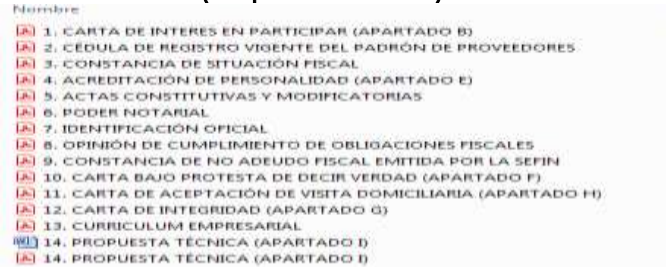 Nombre
1. CARTA DE INTERES EN PARTICIPAR (APARTADO B)
2. CÉDULA DE REGISTRO VIGENTE DEL PADRÓN DE PROVEEDORES
3. CONSTANCIA DE SITUACIÓN FISCAL
4. ACREDITACIÓN DE PERSONALIDAD (APARTADO E)
5. ACTAS CONSTITUTIVAS Y MODIFICATORIAS
6. PODER NOTARIAL
7. IDENTIFICACIÓN OFICIAL
8. OPINIÓN DE CUMPLIMIENTO DE OBLIGACIONES FISCALES
9. CONSTANCIA DE NO ADEUDO FISCAL EMITIDA POR LA SEFIN
10. CARTA BAJO PROTESTA DE DECIR VERDAD (APARTADO F)
11. CARTA DE ACEPTACIÓN DE VISITA DOMICILIARIA (APARTADO H)
12. CARTA DE INTEGRIDAD (APARTADO G)
13. CURRICULUM EMPRESARIAL
14. PROPUESTA TÉCNICA (APARTADO I)
14. PROPUESTA TÉCNICA (APARTADO I)